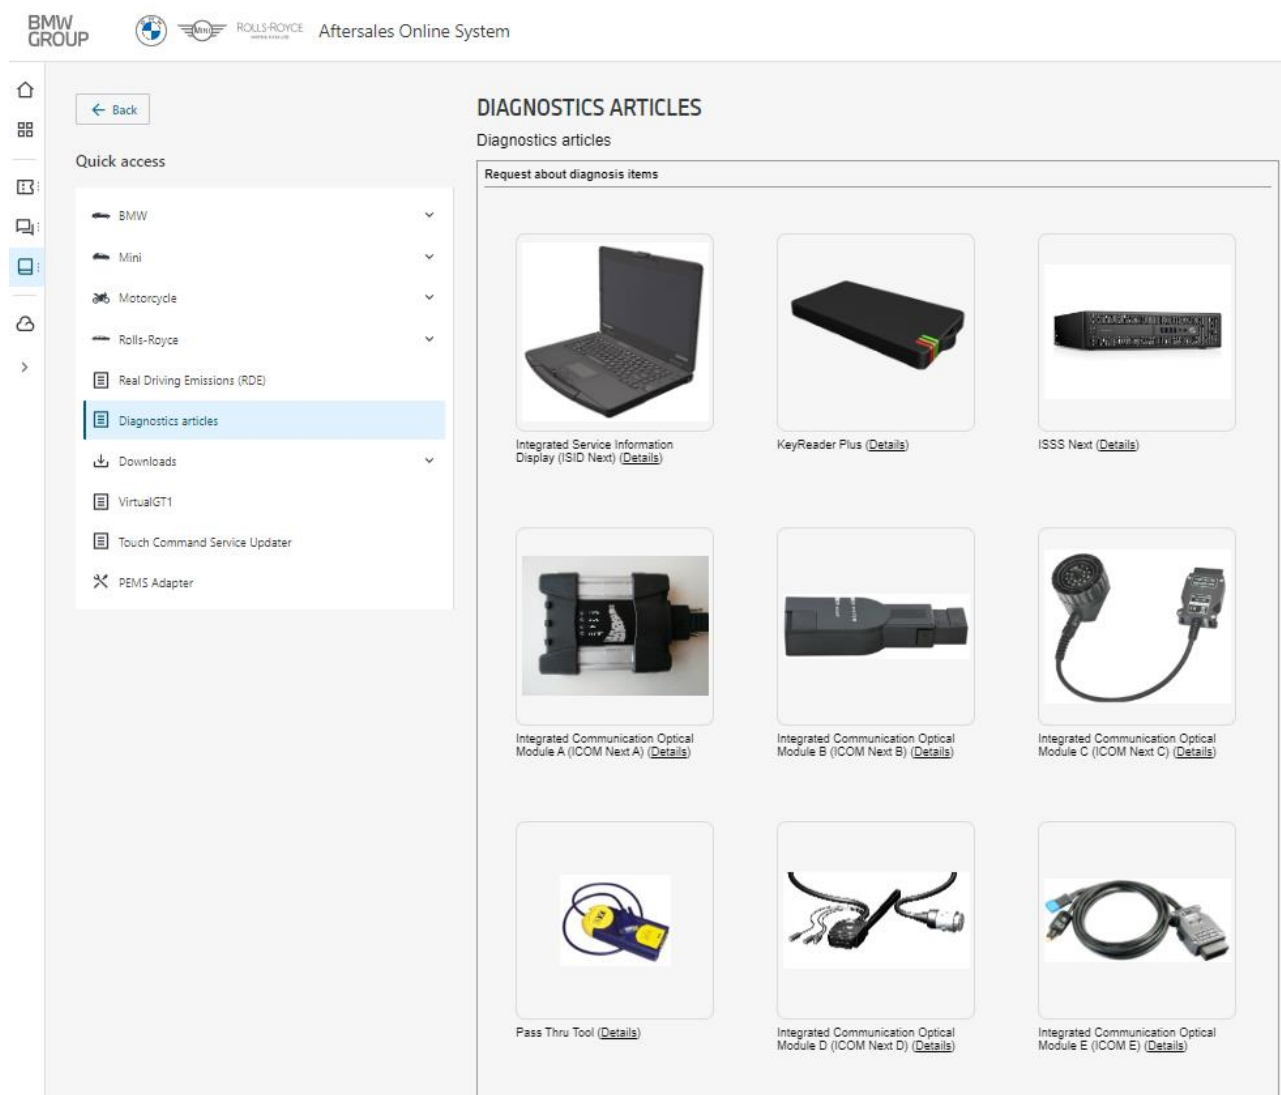 BMW
GROUP
MINI
ROLLS-ROYCE
Aftersales Online System
Back
Quick access
BMW
Mini
Motorcycle
Rolls-Royce
Real Driving Emissions (RDE)
Diagnostics articles
Downloads
VirtualGT1
Touch Command Service Updater
PEMS Adapter
DIAGNOSTICS ARTICLES
Diagnostics articles
Request about diagnosis items
Integrated Service Information
Display (ISID Next) (Details)
KeyReader Plus (Details)
ISSS Next (Details)
Integrated Communication Optical
Module A (ICOM Next A) (Details)
Integrated Communication Optical
Module B (ICOM Next B) (Details)
Integrated Communication Optical
Module C (ICOM Next C) (Details)
Pass Thru Tool (Details)
Integrated Communication Optical
Module D (ICOM Next D) (Details)
Integrated Communication Optical
Module E (ICOM E) (Details)